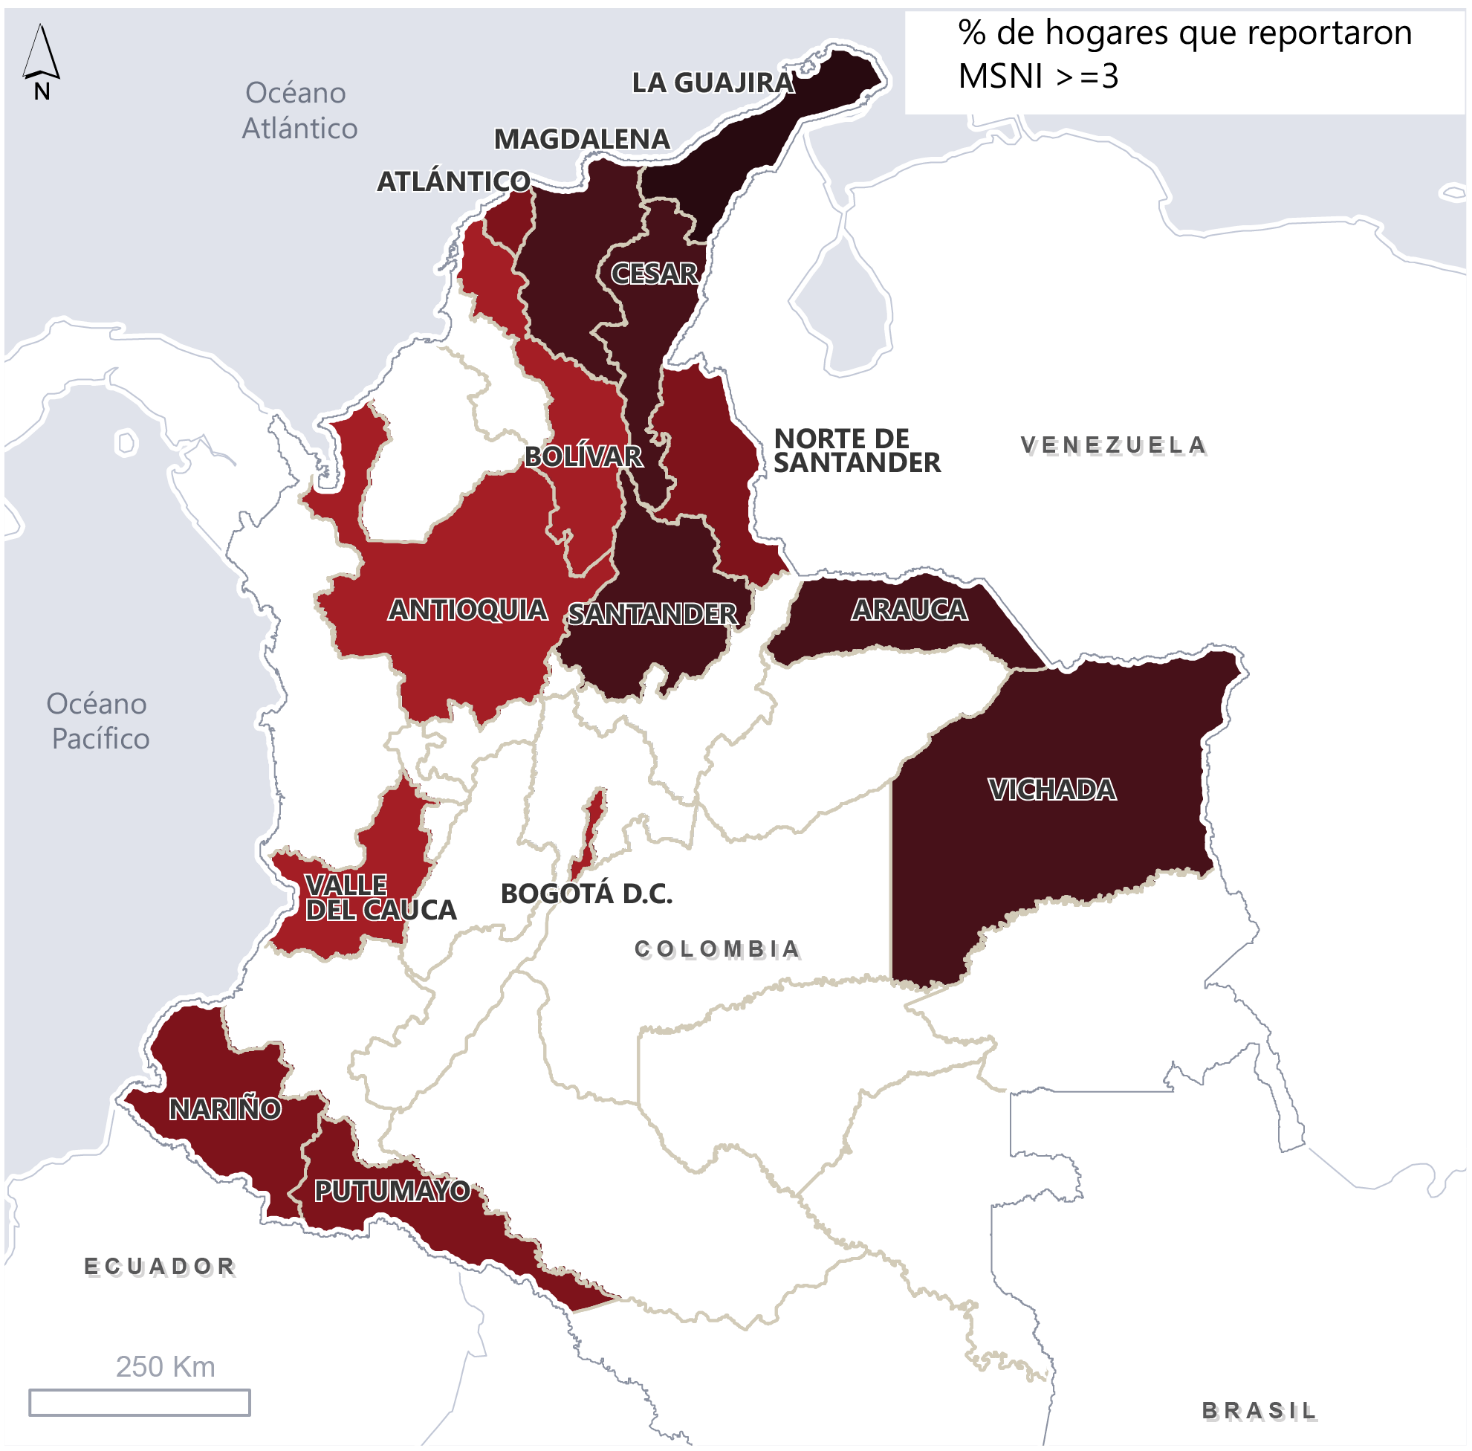 % de hogares que reportaron
MSNI >=3
N
Océano
Atlántico
LA GUAJIRA
MAGDALENA
ATLÁNTICO
CESAR
NORTE DE
SANTANDER
VENEZUELA
BOLÍVAR
ANTIOQUIA
SANTANDER
ARAUCA
Océano
Pacífico
VICHADA
VALLE
DEL CAUCA
BOGOTÁ D.C.
COLOMBIA
NARIÑO
PUTUMAYO
ECUADOR
250 Km
BRASIL